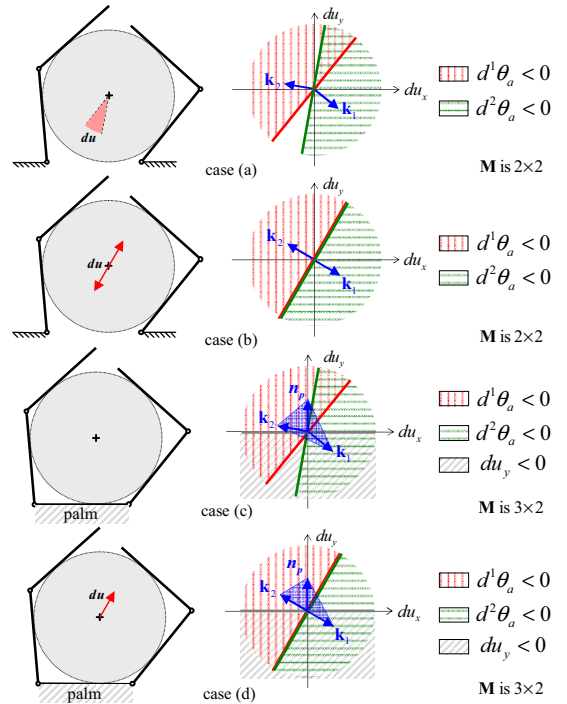 du_y
k_2
du_x
k_1
d^1θ_a < 0
d^2θ_a < 0
du
case (a)
M is 2×2
du_y
k_2
du
du_x
k_1
d^1θ_a < 0
d^2θ_a < 0
case (b)
M is 2×2
du_y
n_p
k_2
du_x
k_1
d^1θ_a < 0
d^2θ_a < 0
du_y < 0
palm
case (c)
M is 3×2
du_y
n_p
du
k_2
du_x
k_1
d^1θ_a < 0
d^2θ_a < 0
du_y < 0
palm
case (d)
M is 3×2